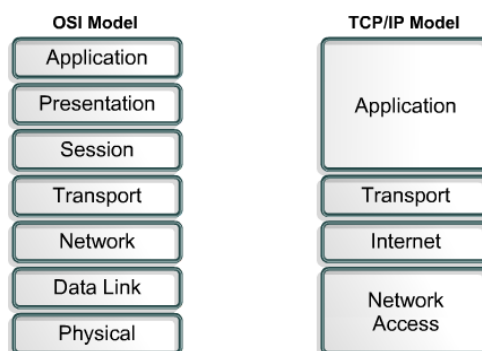 OSI Model
Application
Presentation
Session
Transport
Network
Data Link
Physical
TCP/IP Model
Application
Transport
Internet
Network
Access